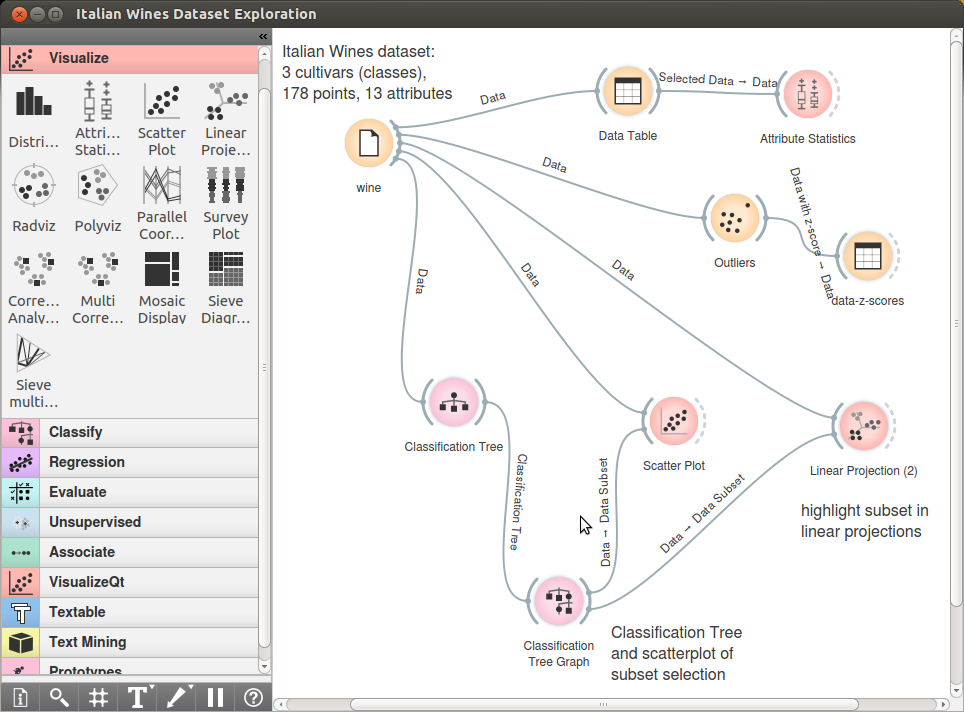 Italian Wines Dataset Exploration
«
Visualize
Distri...
Attri...
Stati...
Scatter
Plot
Linear
Proje...
Radviz
Polyviz
Parallel
Coor...
Survey
Plot
Corre...
Analy...
Multi
Corre...
Mosaic
Display
Sieve
Diagr...
Sieve
multi...
Classify
Regression
Evaluate
Unsupervised
Associate
VisualizeQt
Textable
Text Mining
Prototypes
Italian Wines dataset:
3 cultivars (classes),
178 points, 13 attributes
wine
Data
Data Table
Selected Data → Data
Attribute Statistics
Data
Outliers
Data with z-score → Data
data-z-scores
Data
Data
Data
Classification Tree
Scatter Plot
Linear Projection (2)
Classification Tree
Data → Data Subset
Data → Data Subset
highlight subset in
linear projections
Classification
Tree Graph
Classification Tree
and scatterplot of
subset selection